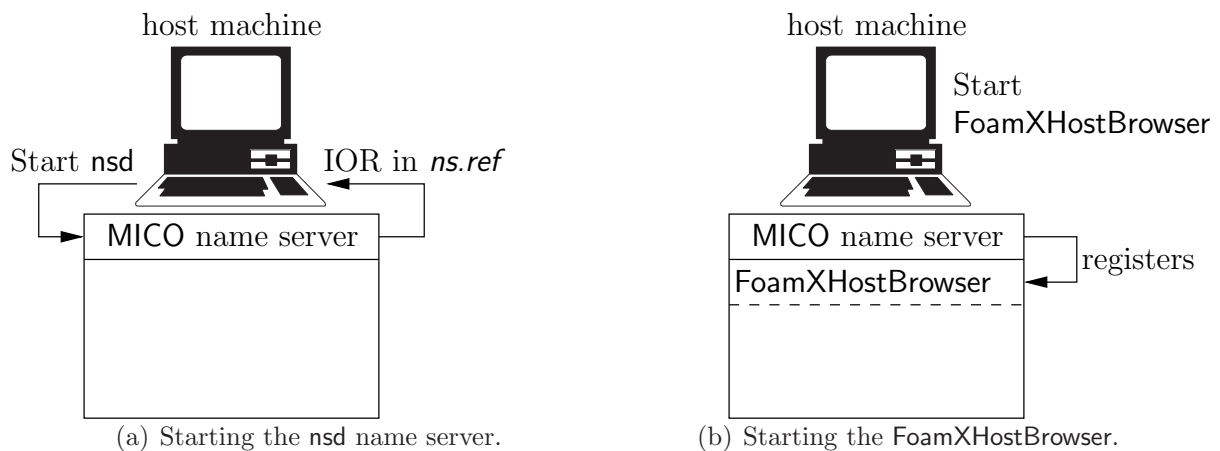 host machine
Start nsd
IOR in ns.ref
MICO name server
(a) Starting the nsd name server.
host machine
Start
FoamXHostBrowser
MICO name server
registers
FoamXHostBrowser
(b) Starting the FoamXHostBrowser.